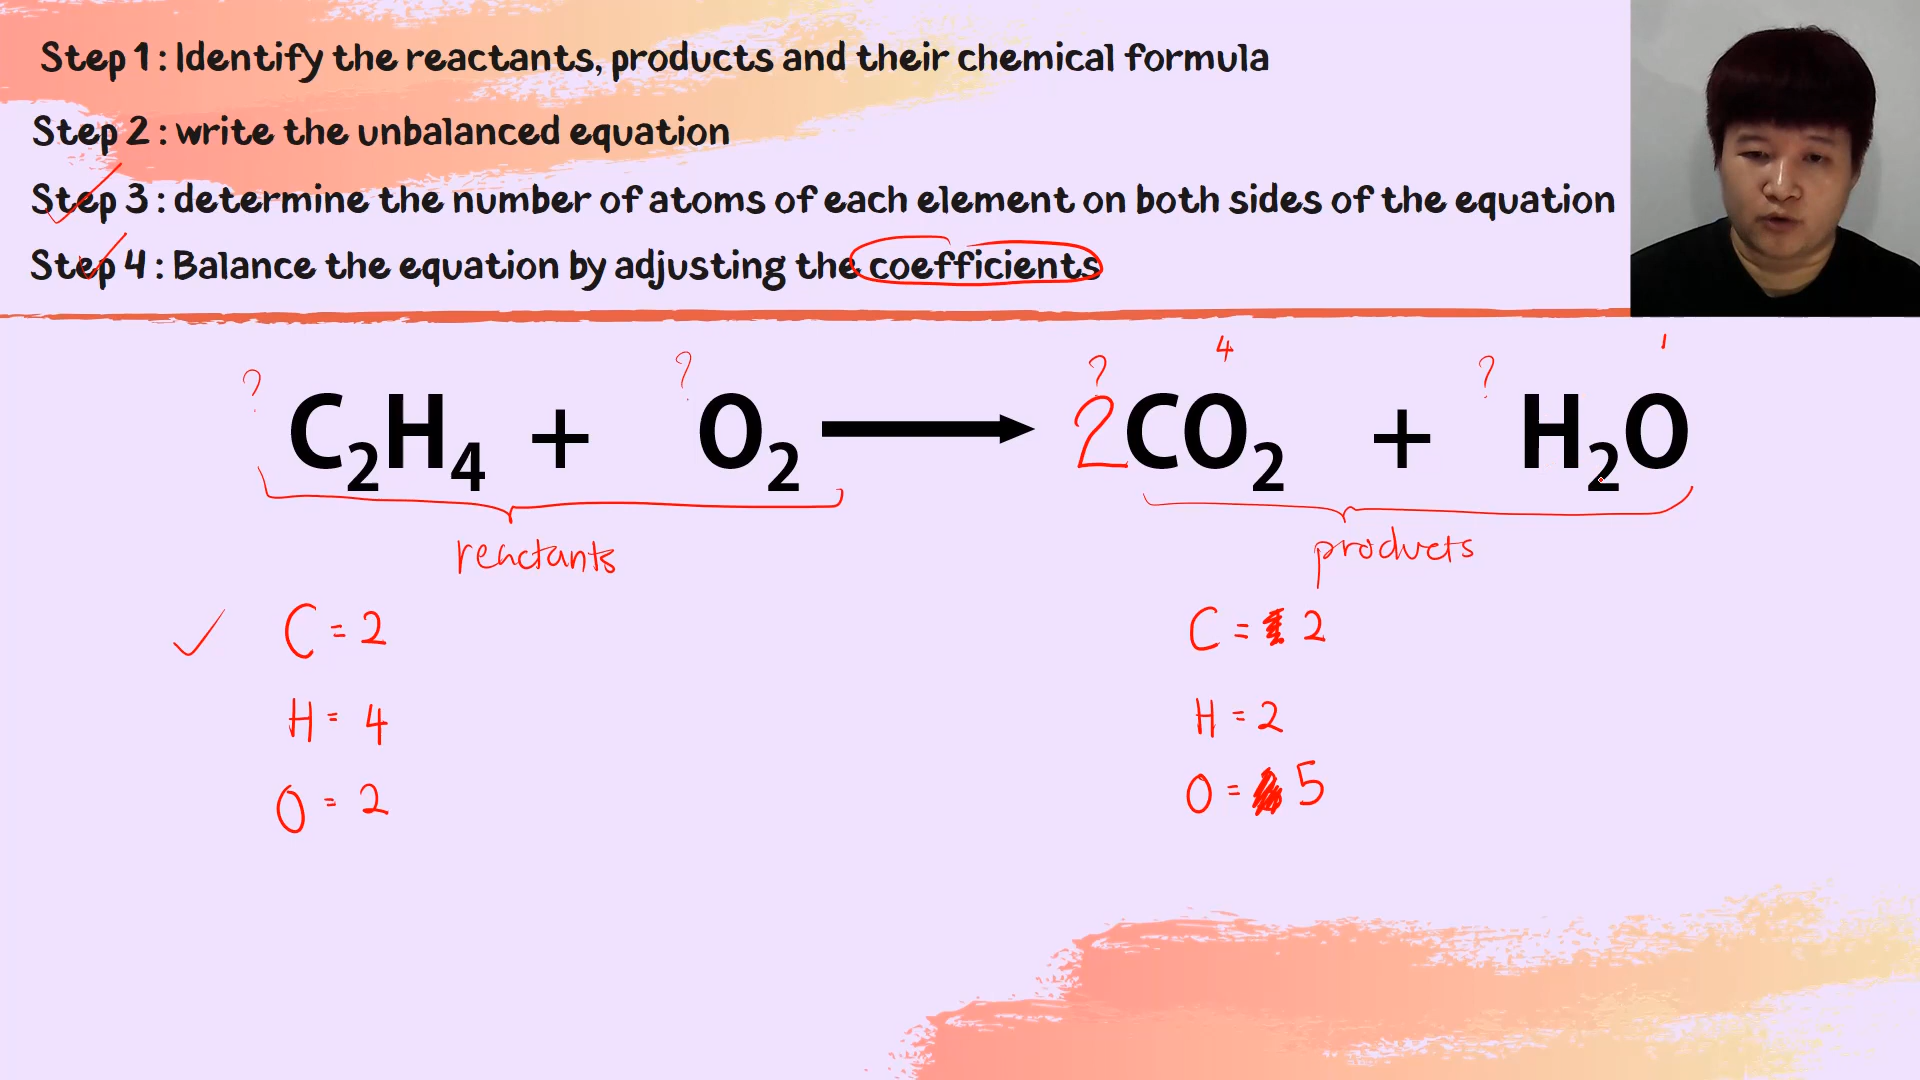 Step 1 : Identify the reactants, products and their chemical formula
Step 2 : write the unbalanced equation
Step 3 : determine the number of atoms of each element on both sides of the equation
Step 4 : Balance the equation by adjusting the coefficients
? ? ? 4 ? 1
C₂H₄ + O₂ → 2CO₂ + H₂O
reactants products
✓ C = 2 C = 2
H = 4 H = 2
O = 2 O = 5